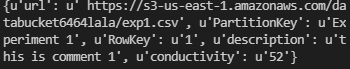 {u'url': u' https://s3-us-east-1.amazonaws.com/da
tabucket6464lala/exp1.csv', u'PartitionKey': u'Ex
periment 1', u'RowKey': u'1', u'description': u't
his is comment 1', u'conductivity': u'52'}